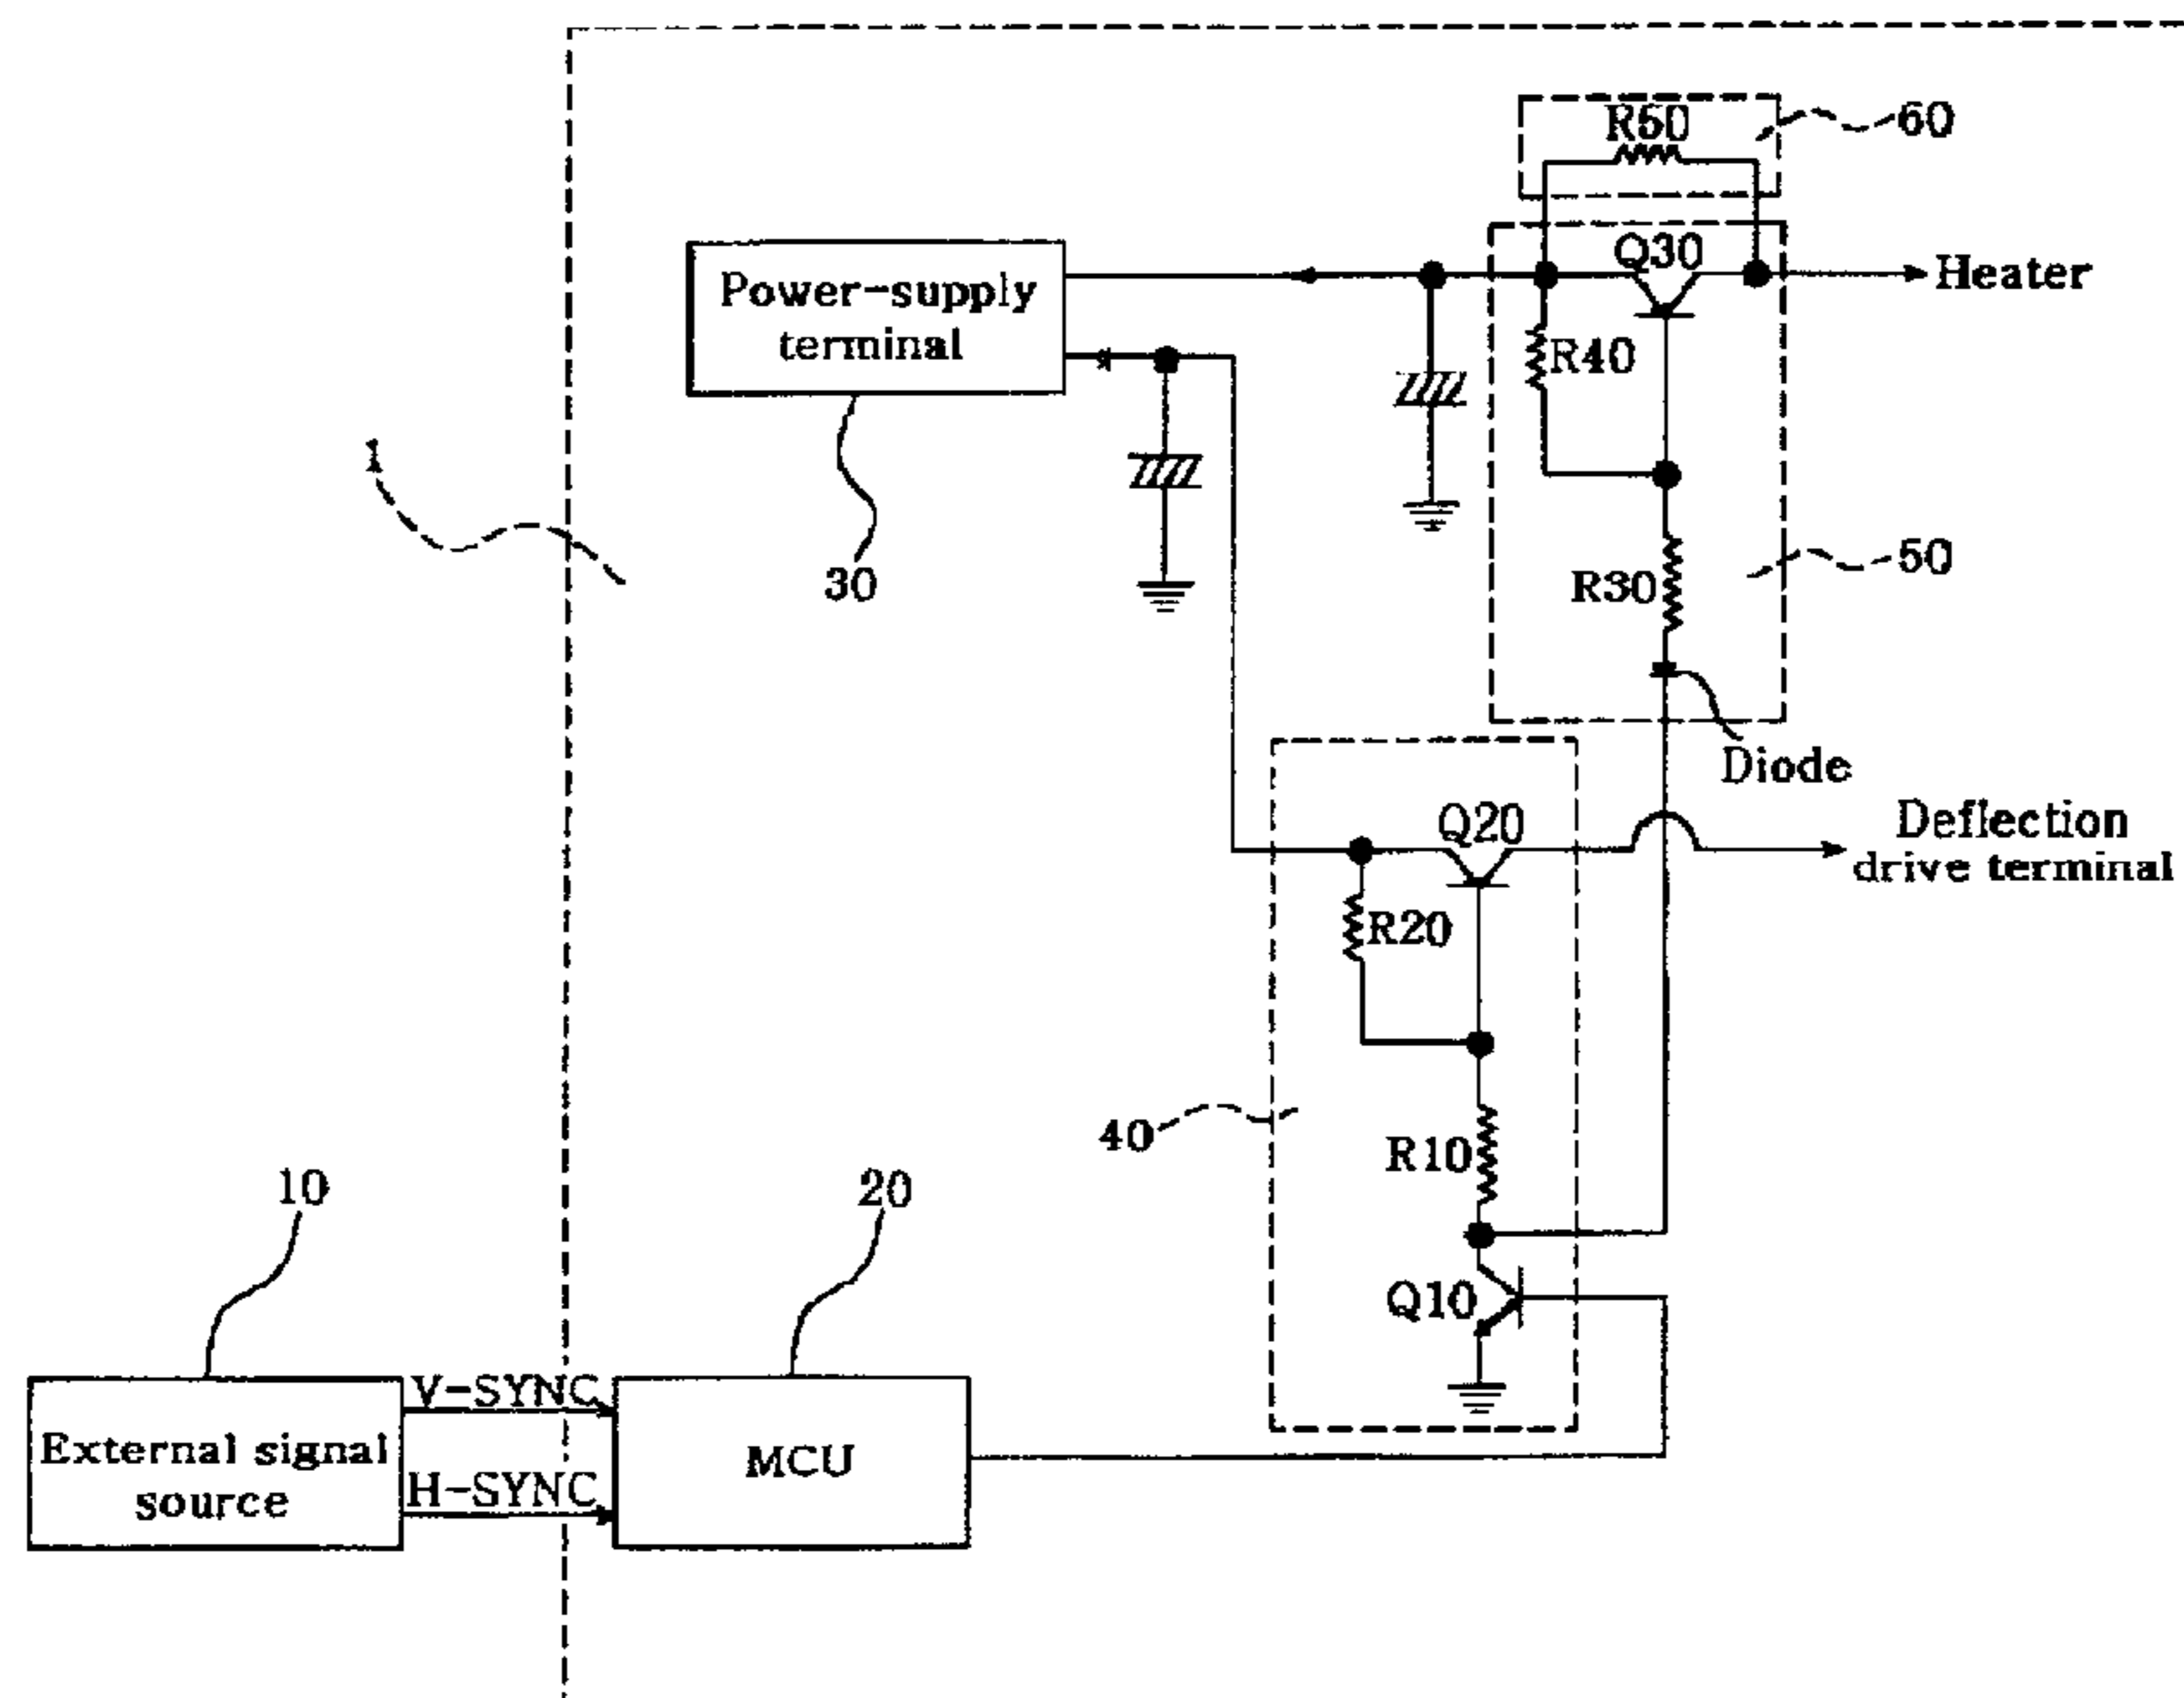 R50
60
Q30
Heater
Power-supply
terminal
R40
1
30
R30
50
Diode
Q20
Deflection
drive terminal
R20
40
R10
10
20
Q10
V-SYNC
External signal
source
MCU
H-SYNC